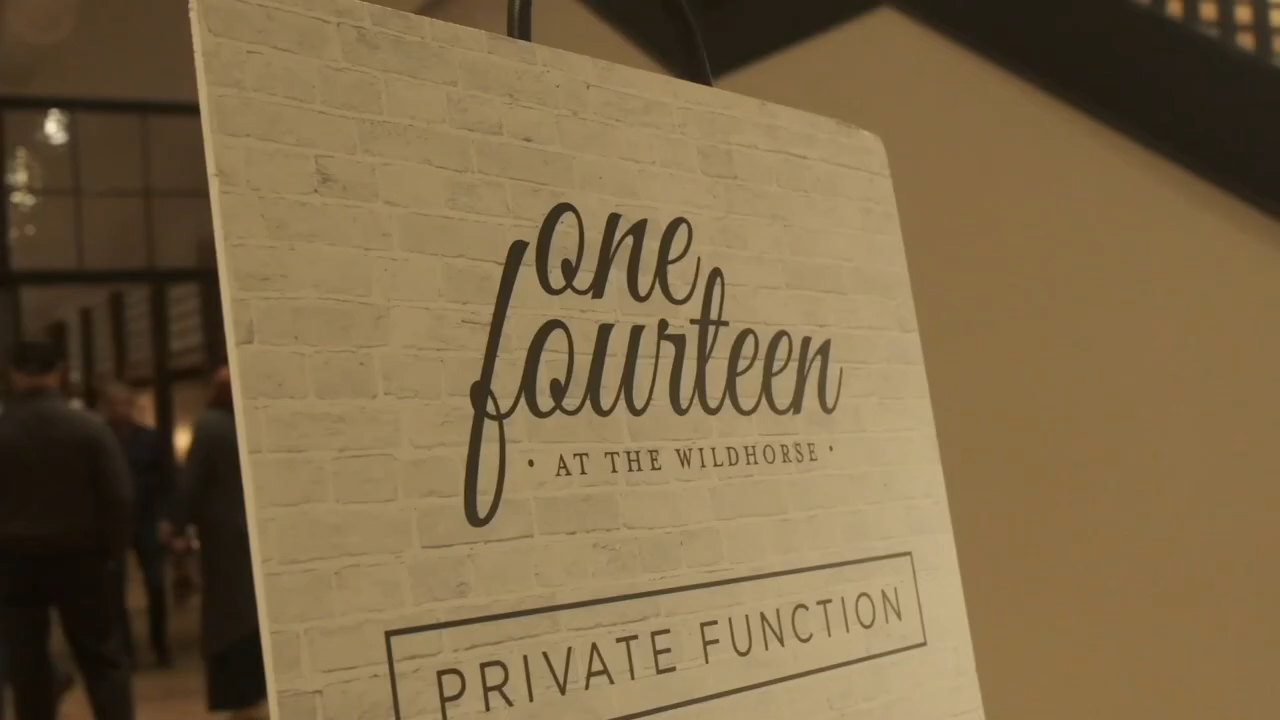 one
fourteen
• AT THE WILDHORSE •
PRIVATE FUNCTION